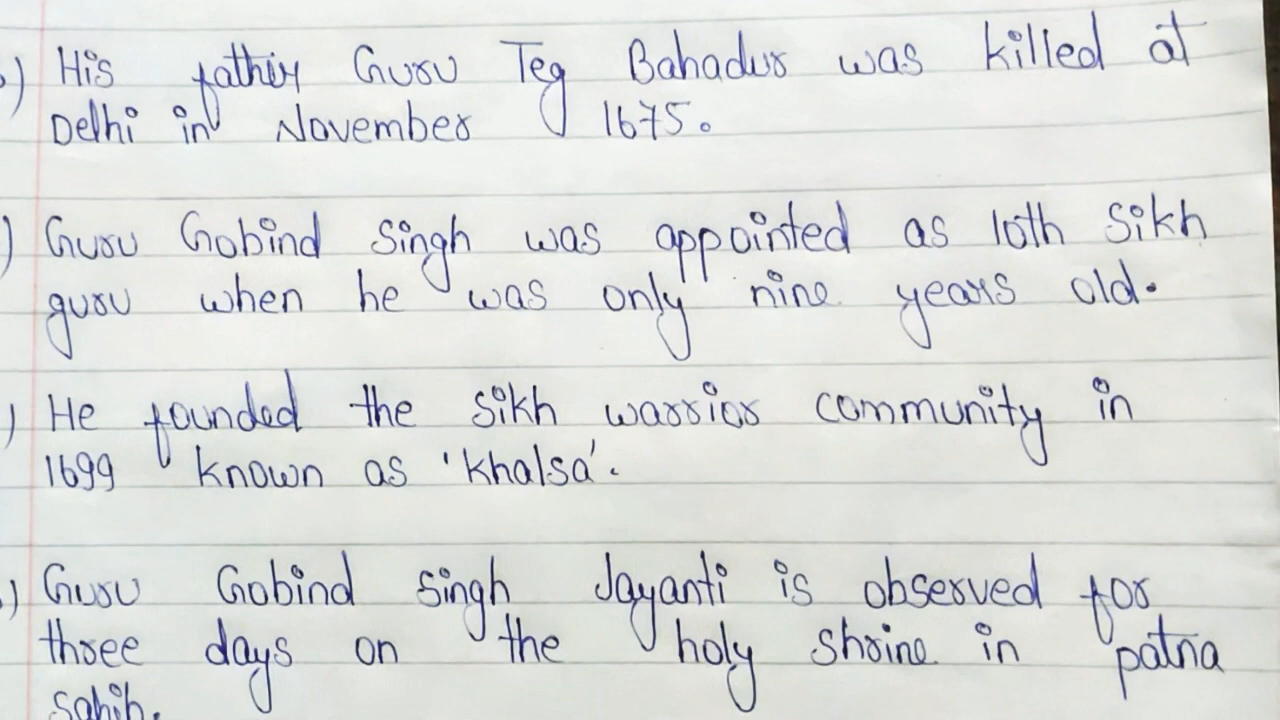 ) His father Guru Teg Bahadur was killed at
Delhi in November 1675.
) Guru Gobind Singh was appointed as 10th Sikh
guru when he was only nine years old.
) He founded the Sikh warrior community in
1699 known as 'Khalsa'.
) Guru Gobind Singh Jayanti is observed for
three days on the holy shrine in patna
sahib.